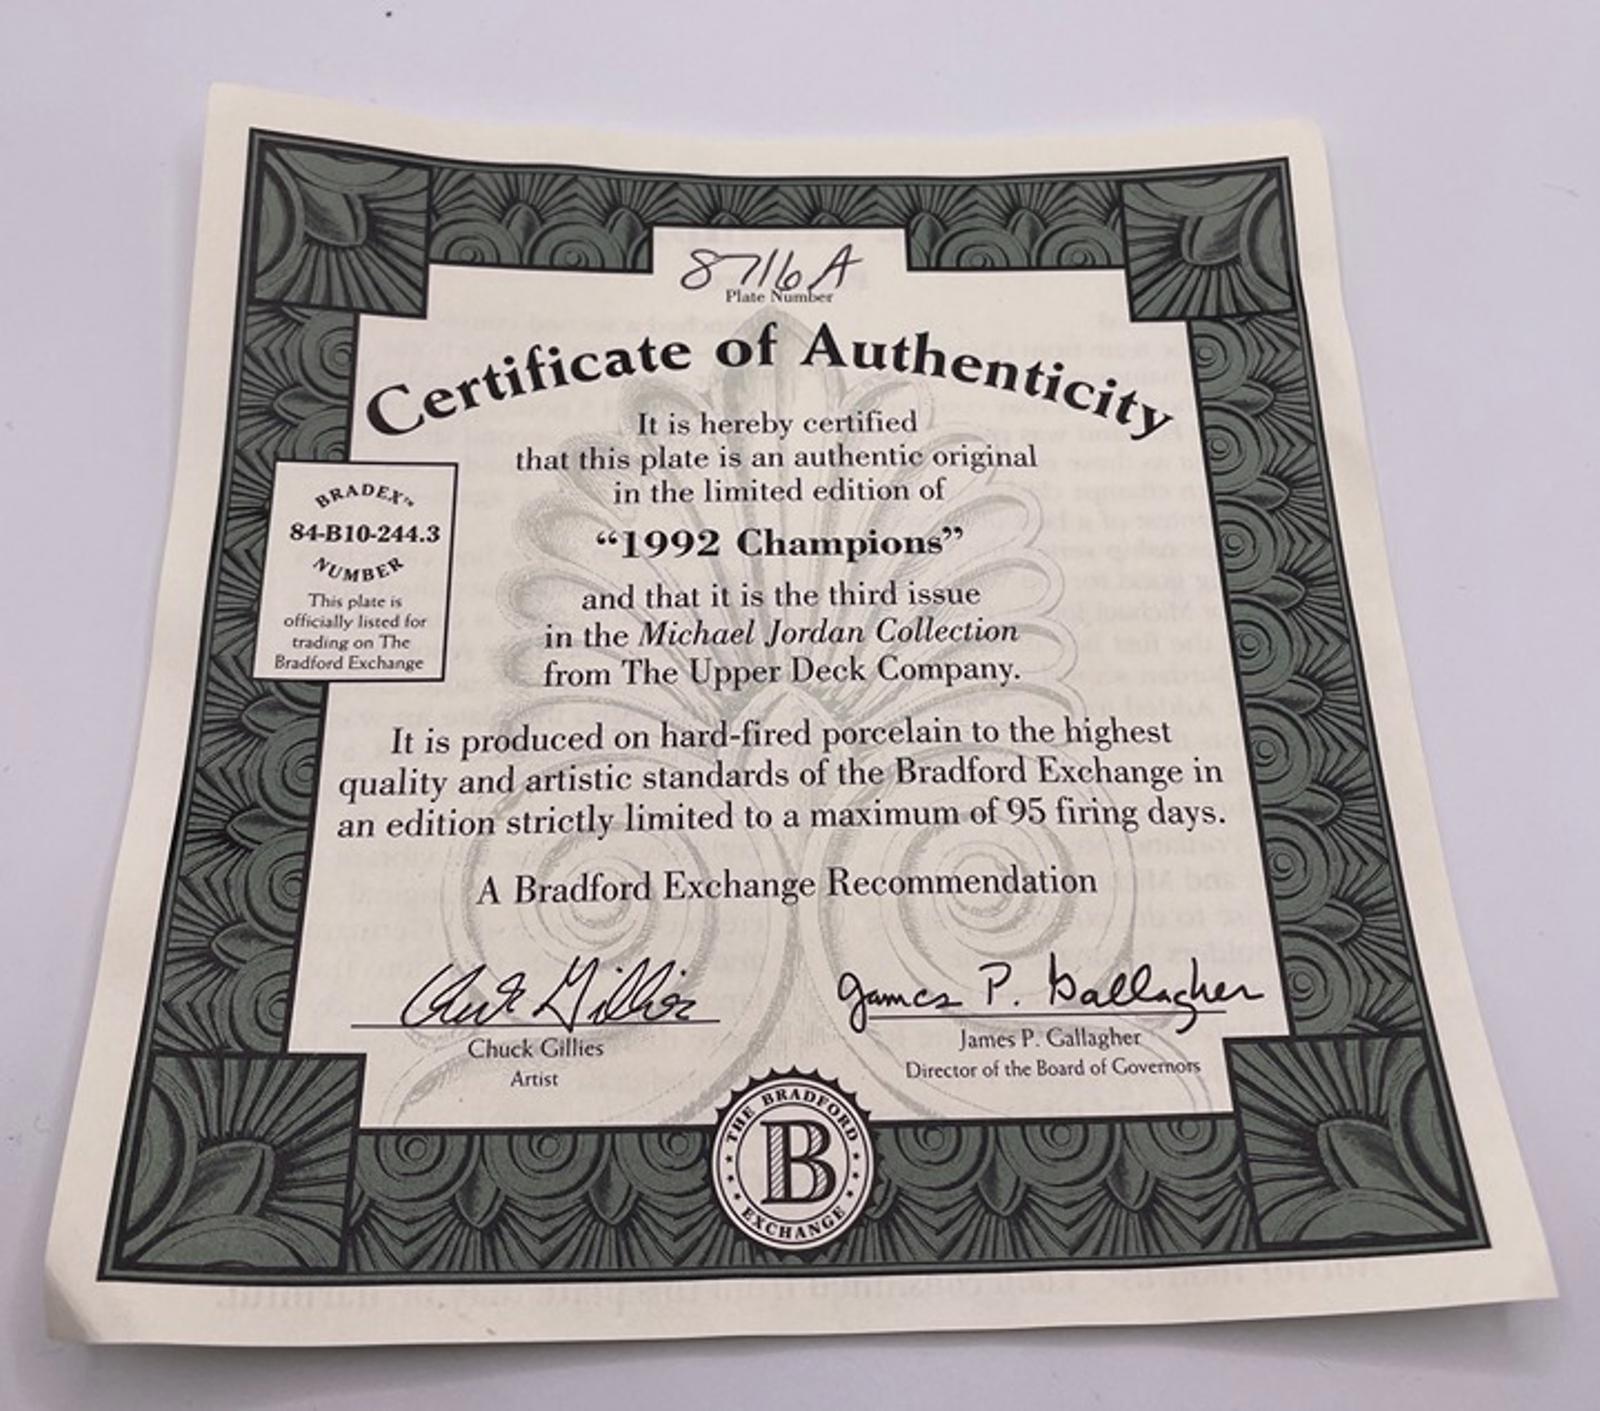 8716A
Plate Number
Certificate of Authenticity
It is hereby certified
that this plate is an authentic original
in the limited edition of
“1992 Champions”
and that it is the third issue
in the Michael Jordan Collection
from The Upper Deck Company.
BRADEX™
84-B10-244.3
NUMBER
This plate is
officially listed for
trading on The
Bradford Exchange
It is produced on hard-fired porcelain to the highest
quality and artistic standards of the Bradford Exchange in
an edition strictly limited to a maximum of 95 firing days.
A Bradford Exchange Recommendation
Chuck Gillies
Chuck Gillies
Artist
James P. Gallagher
James P. Gallagher
Director of the Board of Governors
THE BRADFORD
B
EXCHANGE